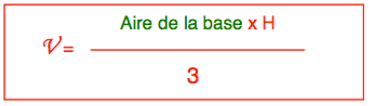 Aire de la base x H
𝒱 =
3